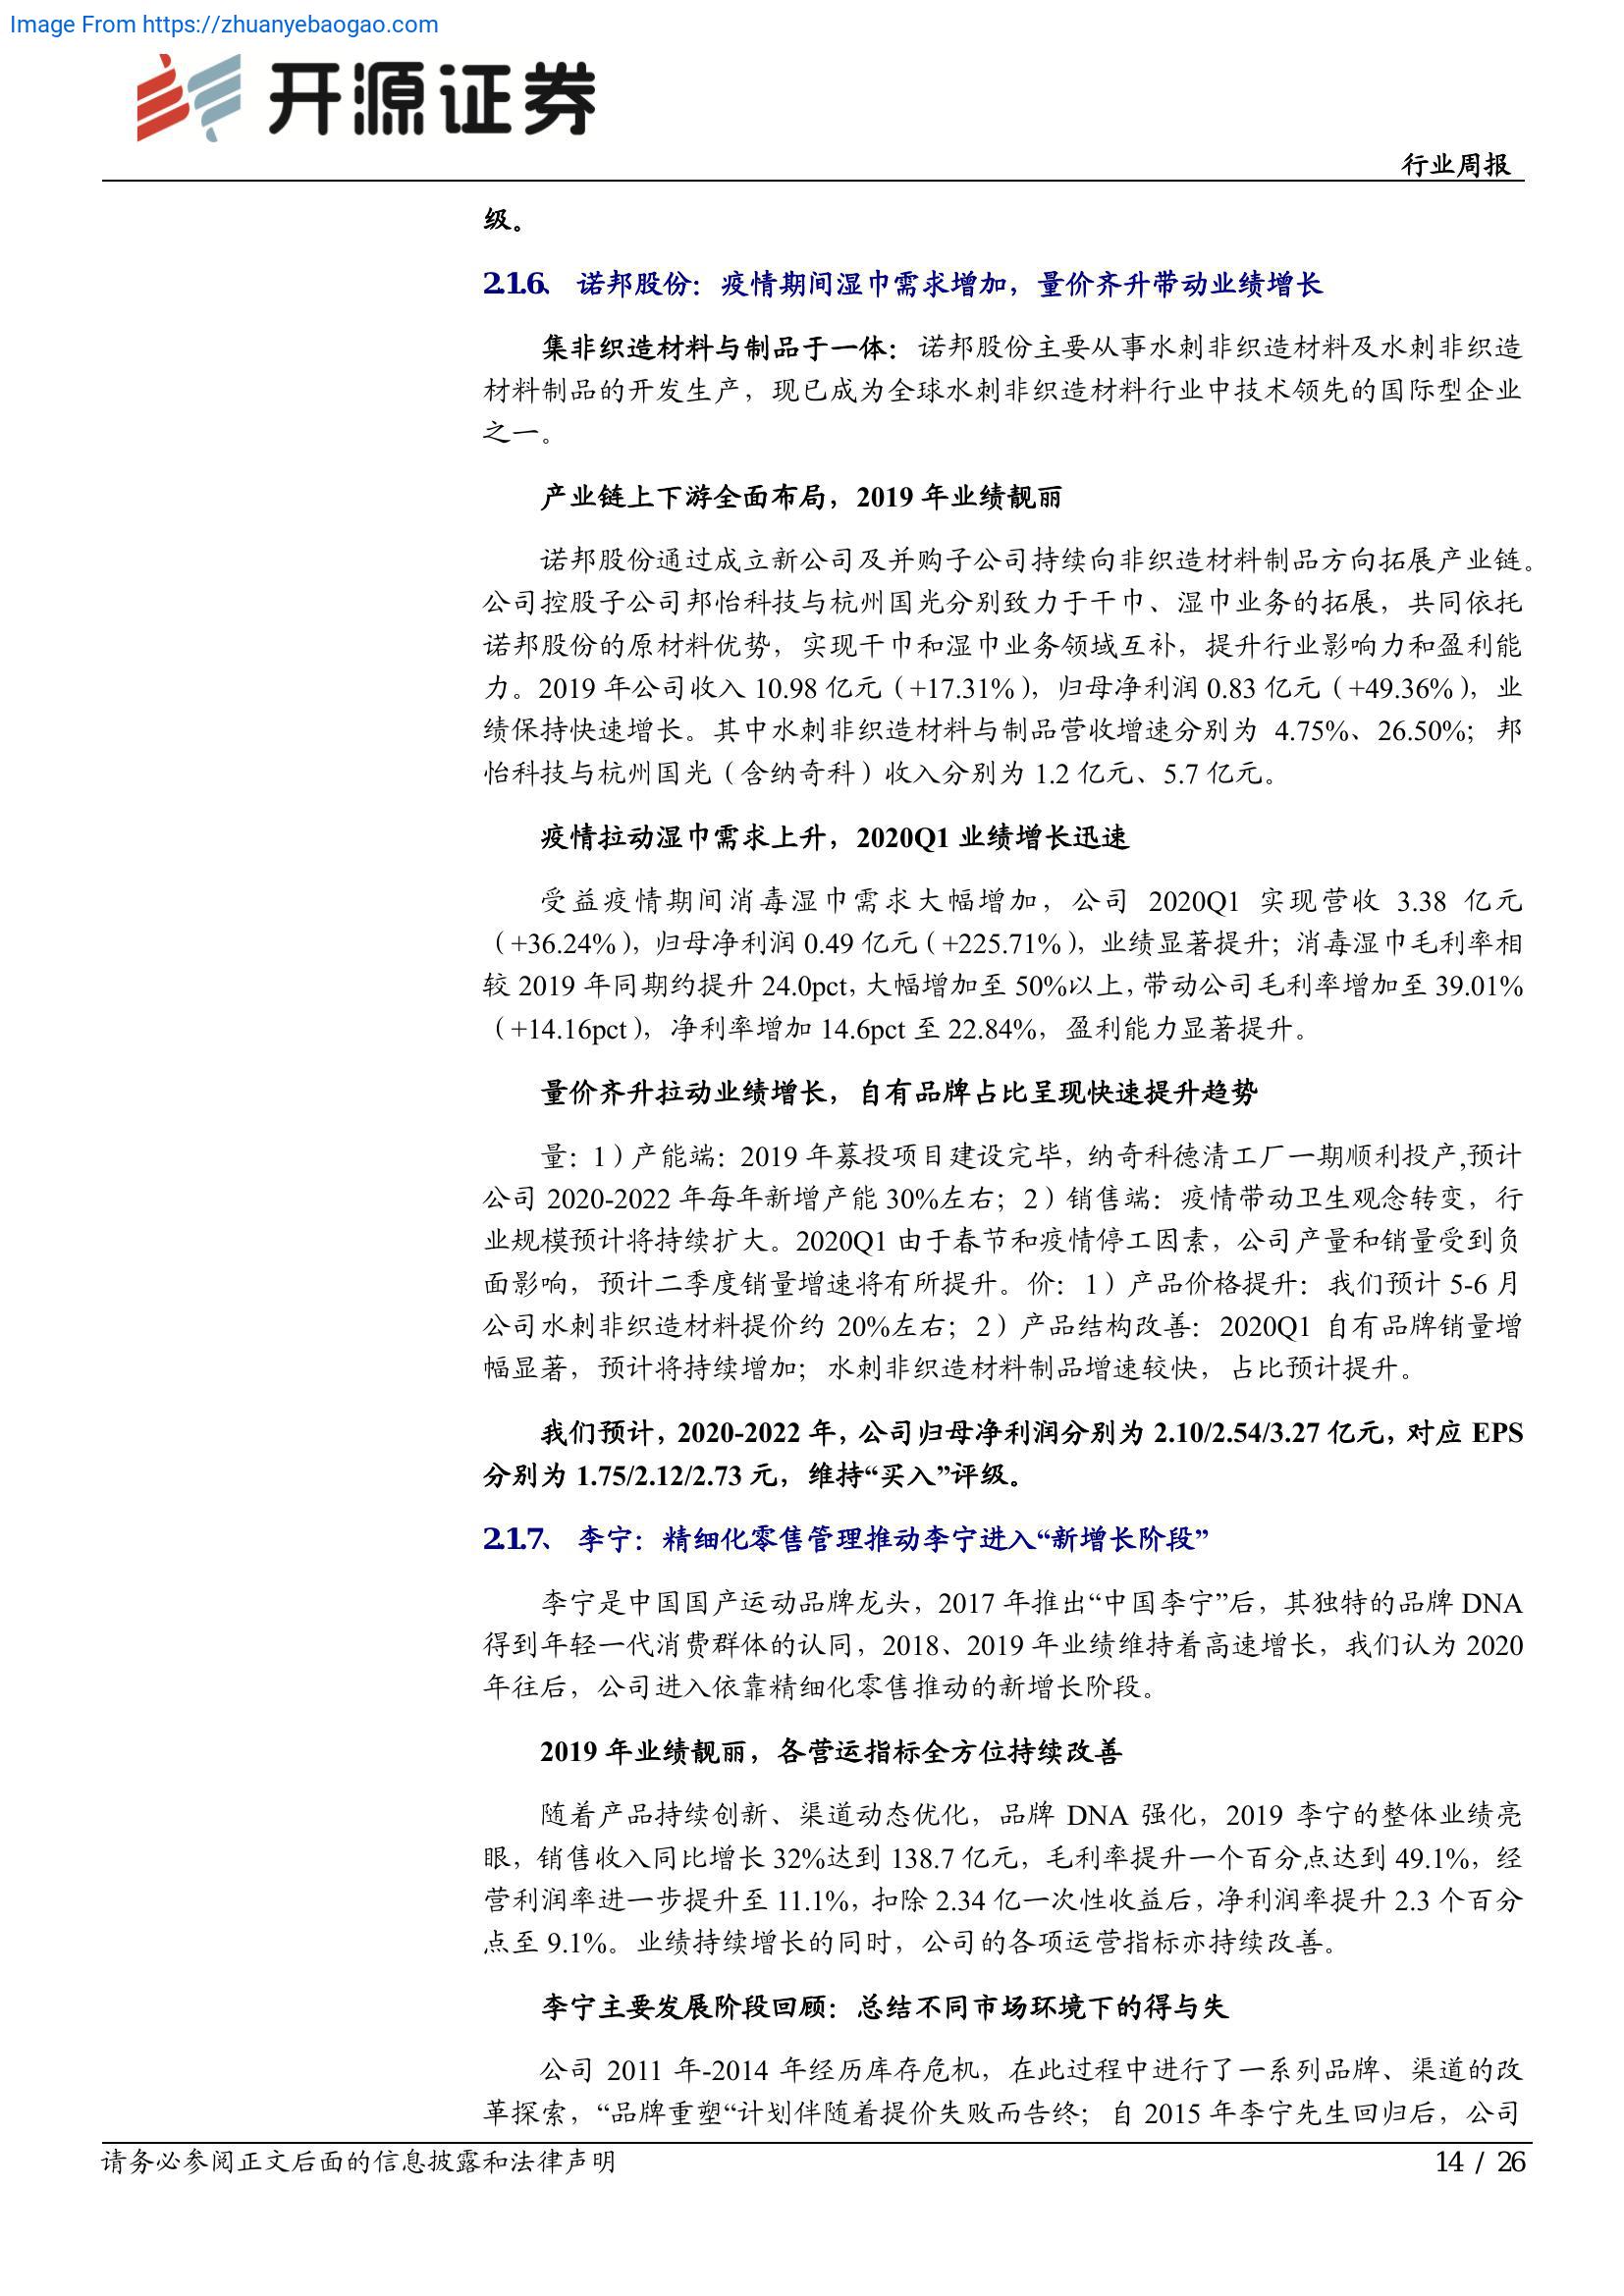 Image From https://zhuanyebaogao.com
开源证券
行业周报
级。
2.1.6、 诺邦股份：疫情期间湿巾需求增加，量价齐升带动业绩增长
集非织造材料与制品于一体：诺邦股份主要从事水刺非织造材料及水刺非织造
材料制品的开发生产，现已成为全球水刺非织造材料行业中技术领先的国际型企业
之一。
产业链上下游全面布局，2019 年业绩靓丽
诺邦股份通过成立新公司及并购子公司持续向非织造材料制品方向拓展产业链。
公司控股子公司邦怡科技与杭州国光分别致力于干巾、湿巾业务的拓展，共同依托
诺邦股份的原材料优势，实现干巾和湿巾业务领域互补，提升行业影响力和盈利能
力。2019 年公司收入 10.98 亿元（+17.31%），归母净利润 0.83 亿元（+49.36%），业
绩保持快速增长。其中水刺非织造材料与制品营收增速分别为 4.75%、26.50%；邦
怡科技与杭州国光（含纳奇科）收入分别为 1.2 亿元、5.7 亿元。
疫情拉动湿巾需求上升，2020Q1 业绩增长迅速
受益疫情期间消毒湿巾需求大幅增加，公司 2020Q1 实现营收 3.38 亿元
（+36.24%），归母净利润 0.49 亿元（+225.71%），业绩显著提升；消毒湿巾毛利率相
较 2019 年同期约提升 24.0pct，大幅增加至 50%以上，带动公司毛利率增加至 39.01%
（+14.16pct），净利率增加 14.6pct 至 22.84%，盈利能力显著提升。
量价齐升拉动业绩增长，自有品牌占比呈现快速提升趋势
量：1）产能端：2019 年募投项目建设完毕，纳奇科德清工厂一期顺利投产,预计
公司 2020-2022 年每年新增产能 30%左右；2）销售端：疫情带动卫生观念转变，行
业规模预计将持续扩大。2020Q1 由于春节和疫情停工因素，公司产量和销量受到负
面影响，预计二季度销量增速将有所提升。价：1）产品价格提升：我们预计 5-6 月
公司水刺非织造材料提价约 20%左右；2）产品结构改善：2020Q1 自有品牌销量增
幅显著，预计将持续增加；水刺非织造材料制品增速较快，占比预计提升。
我们预计，2020-2022 年，公司归母净利润分别为 2.10/2.54/3.27 亿元，对应 EPS
分别为 1.75/2.12/2.73 元，维持“买入”评级。
2.1.7、 李宁：精细化零售管理推动李宁进入“新增长阶段”
李宁是中国国产运动品牌龙头，2017 年推出“中国李宁”后，其独特的品牌 DNA
得到年轻一代消费群体的认同，2018、2019 年业绩维持着高速增长，我们认为 2020
年往后，公司进入依靠精细化零售推动的新增长阶段。
2019 年业绩靓丽，各营运指标全方位持续改善
随着产品持续创新、渠道动态优化，品牌 DNA 强化，2019 李宁的整体业绩亮
眼，销售收入同比增长 32%达到 138.7 亿元，毛利率提升一个百分点达到 49.1%，经
营利润率进一步提升至 11.1%，扣除 2.34 亿一次性收益后，净利润率提升 2.3 个百分
点至 9.1%。业绩持续增长的同时，公司的各项运营指标亦持续改善。
李宁主要发展阶段回顾：总结不同市场环境下的得与失
公司 2011 年-2014 年经历库存危机，在此过程中进行了一系列品牌、渠道的改
革探索，“品牌重塑“计划伴随着提价失败而告终；自 2015 年李宁先生回归后，公司
请务必参阅正文后面的信息披露和法律声明
14 / 26